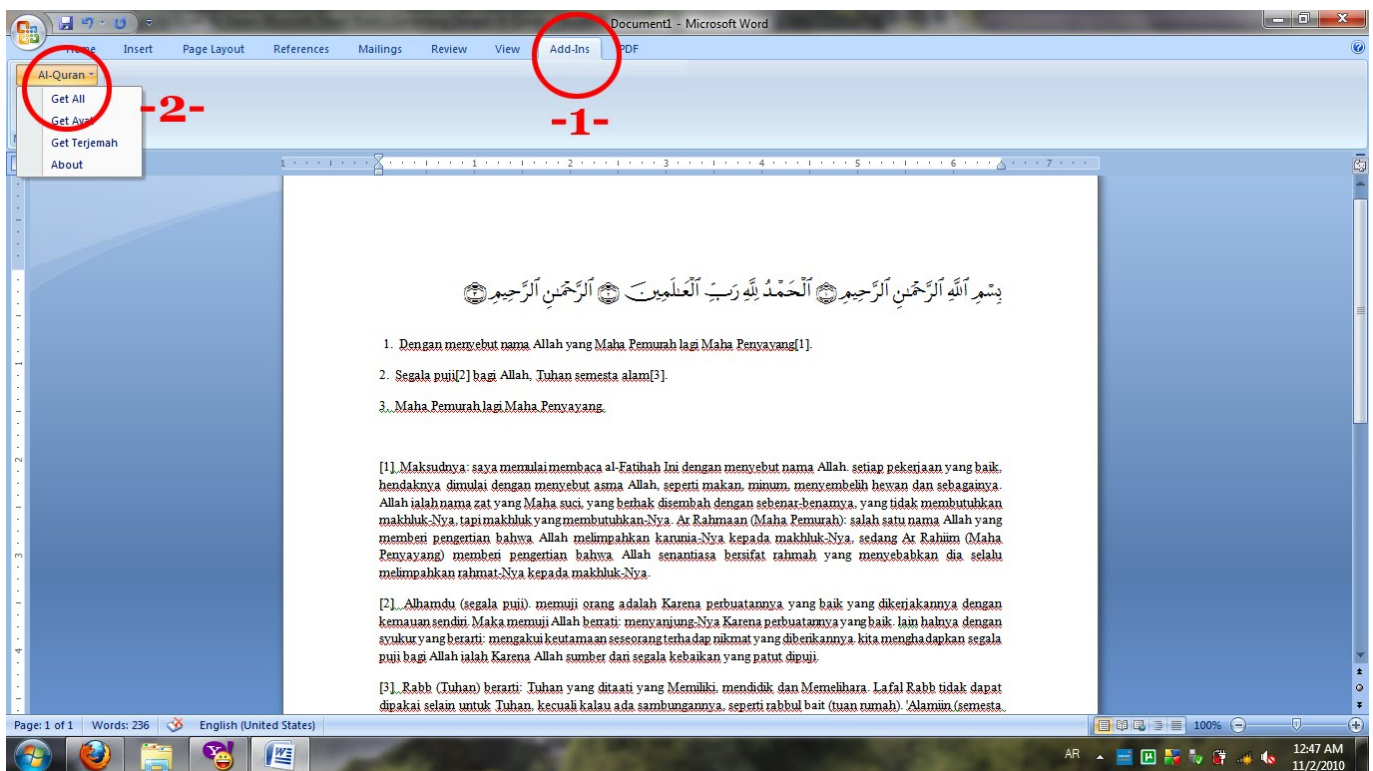 Document1 - Microsoft Word
Home Insert Page Layout References Mailings Review View Add-Ins PDF
Al-Quran
Get All
Get Ayat
Get Terjemah
About
-2-
-1-
1 1 2 3 4 5 6 7
بِسْمِ ٱللَّهِ ٱلرَّحْمَٰنِ ٱلرَّحِيمِ ۝١ ٱلْحَمْدُ لِلَّهِ رَبِّ ٱلْعَٰلَمِينَ ۝٢ ٱلرَّحْمَٰنِ ٱلرَّحِيمِ ۝٣
1. Dengan menyebut nama Allah yang Maha Pemurah lagi Maha Penyayang[1].
2. Segala puji[2] bagi Allah, Tuhan semesta alam[3].
3. Maha Pemurah lagi Maha Penyayang.
[1] Maksudnya: saya memulai membaca al-Fatihah Ini dengan menyebut nama Allah. setiap pekerjaan yang baik,
hendaknya dimulai dengan menyebut asma Allah, seperti makan, minum, menyembelih hewan dan sebagainya.
Allah ialah nama zat yang Maha suci, yang berhak disembah dengan sebenar-benarnya, yang tidak membutuhkan
makhluk-Nya, tapi makhluk yang membutuhkan-Nya. Ar Rahmaan (Maha Pemurah): salah satu nama Allah yang
memberi pengertian bahwa Allah melimpahkan karunia-Nya kepada makhluk-Nya, sedang Ar Rahiim (Maha
Penyayang) memberi pengertian bahwa Allah senantiasa bersifat rahmah yang menyebabkan dia selalu
melimpahkan rahmat-Nya kepada makhluk-Nya.
[2] Alhamdu (segala puji). memuji orang adalah Karena perbuatannya yang baik yang dikerjakannya dengan
kemauan sendiri. Maka memuji Allah berrati: menyanjung-Nya Karena perbuatannya yang baik. lain halnya dengan
syukur yang berarti: mengakui keutamaan seseorang terhadap nikmat yang diberikannya. kita menghadapkan segala
puji bagi Allah ialah Karena Allah sumber dari segala kebaikan yang patut dipuji.
[3] Rabb (Tuhan) berarti: Tuhan yang ditaati yang Memiliki, mendidik dan Memelihara. Lafal Rabb tidak dapat
dipakai selain untuk Tuhan, kecuali kalau ada sambungannya, seperti rabbul bait (tuan rumah). 'Alamiin (semesta
Page: 1 of 1 Words: 236 English (United States) 100%
AR 12:47 AM
11/2/2010